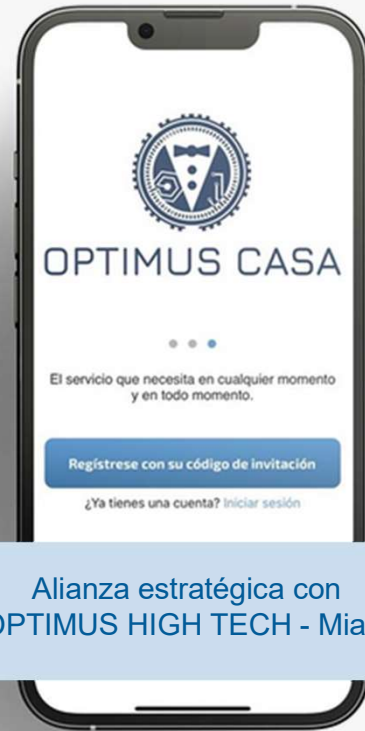 OPTIMUS CASA
El servicio que necesita en cualquier momento
y en todo momento.
Regístrese con su código de invitación
¿Ya tienes una cuenta? Iniciar sesión
Alianza estratégica con
OPTIMUS HIGH TECH - Mia